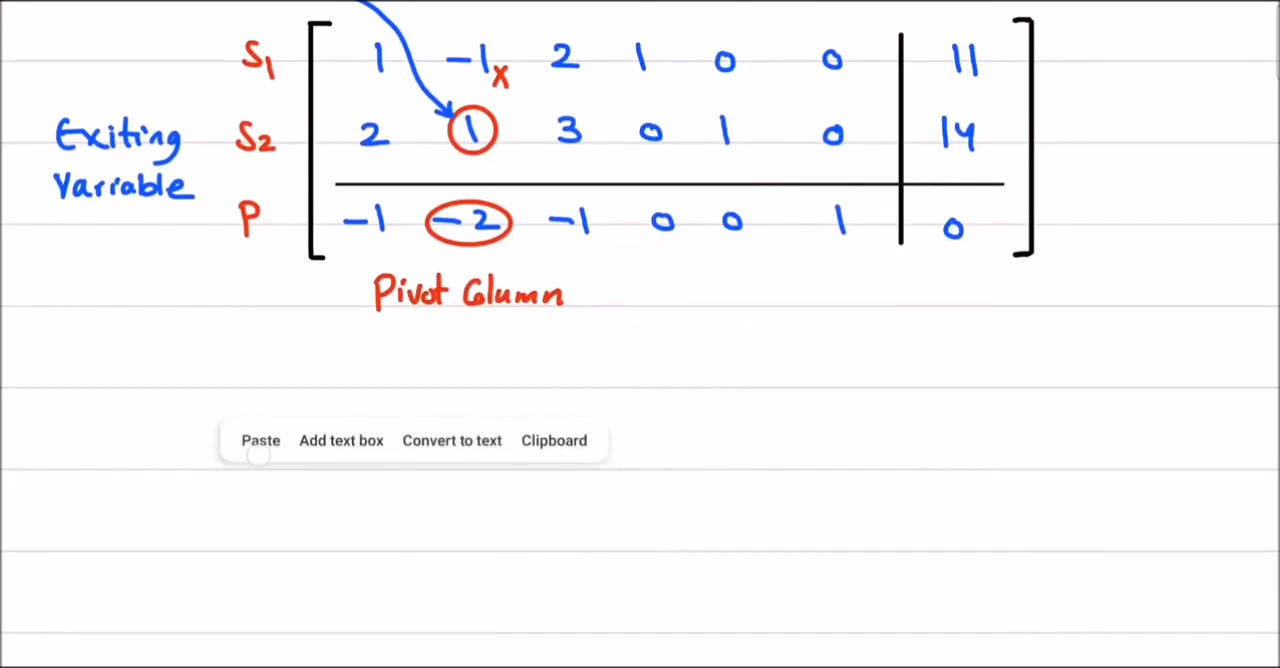 S1 1 -1x 2 1 0 0 11
Exiting S2 2 1 3 0 1 0 14
Variable
P -1 -2 -1 0 0 1 0
Pivot Column
Paste Add text box Convert to text Clipboard